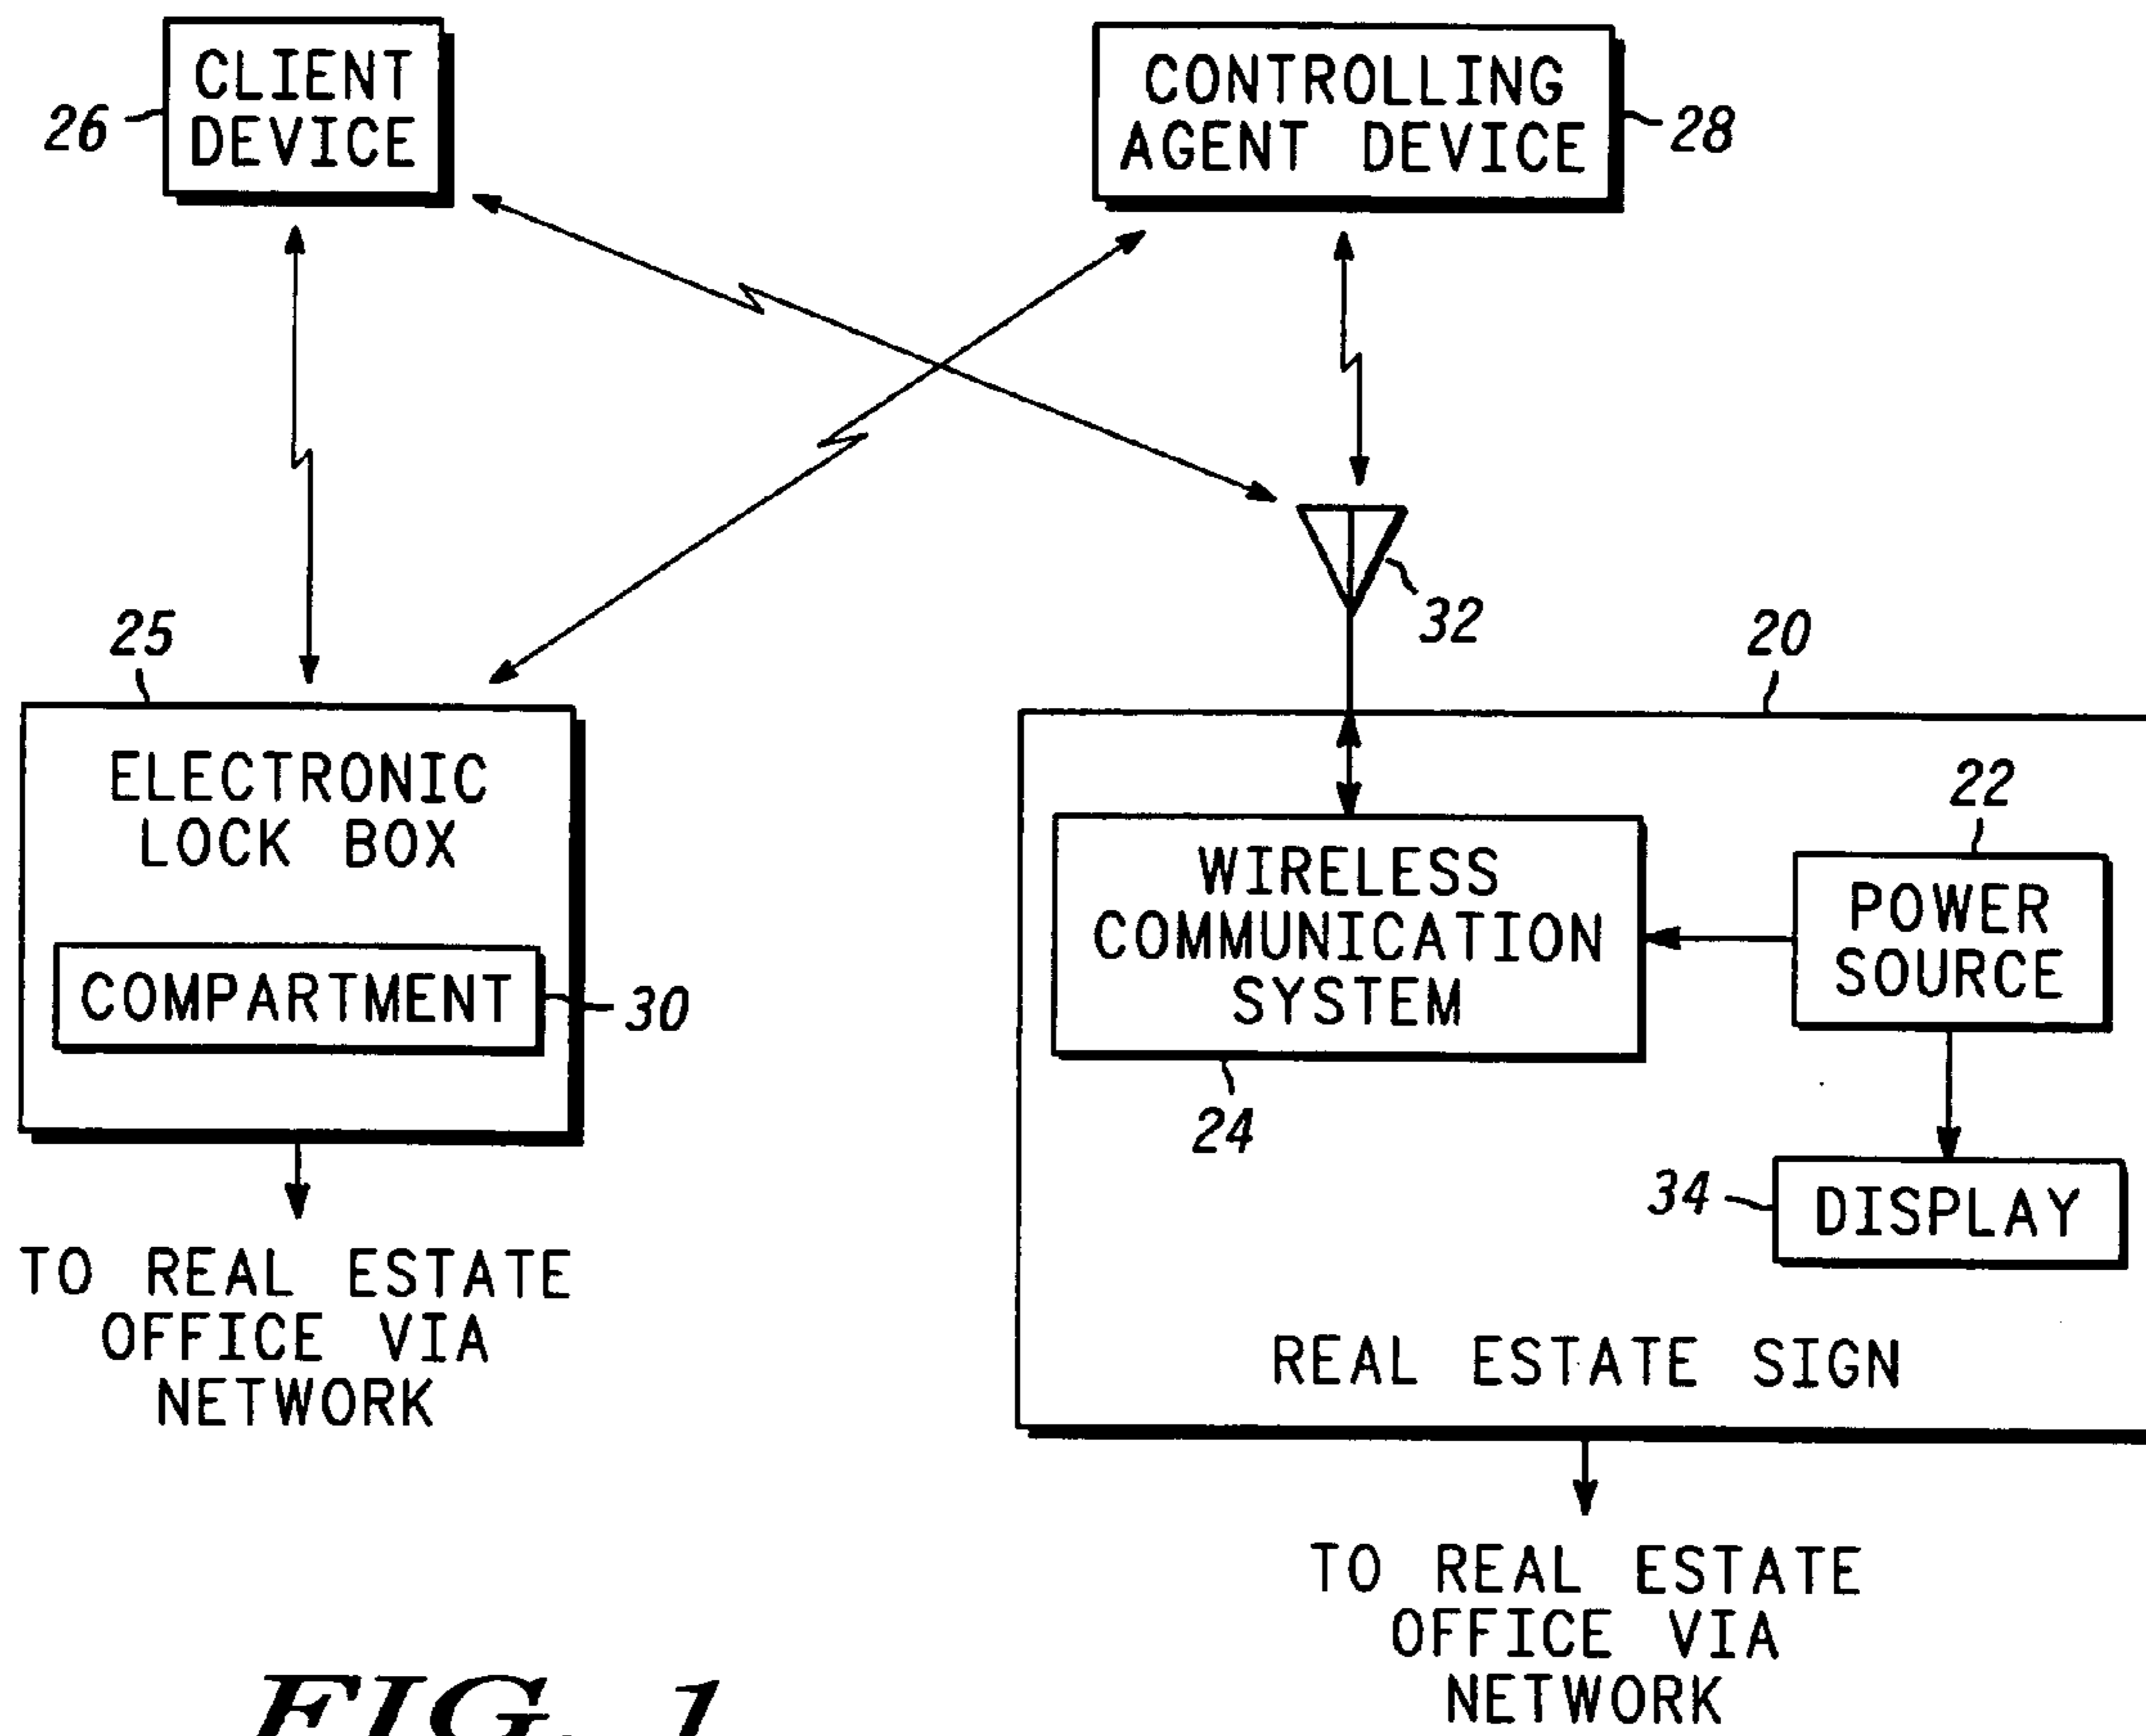 CLIENT
DEVICE
26
CONTROLLING
AGENT DEVICE
28
32
25
20
ELECTRONIC
LOCK BOX
COMPARTMENT
30
22
WIRELESS
COMMUNICATION
SYSTEM
24
POWER
SOURCE
34
DISPLAY
REAL ESTATE SIGN
TO REAL ESTATE
OFFICE VIA
NETWORK
TO REAL ESTATE
OFFICE VIA
NETWORK
FIG. 1